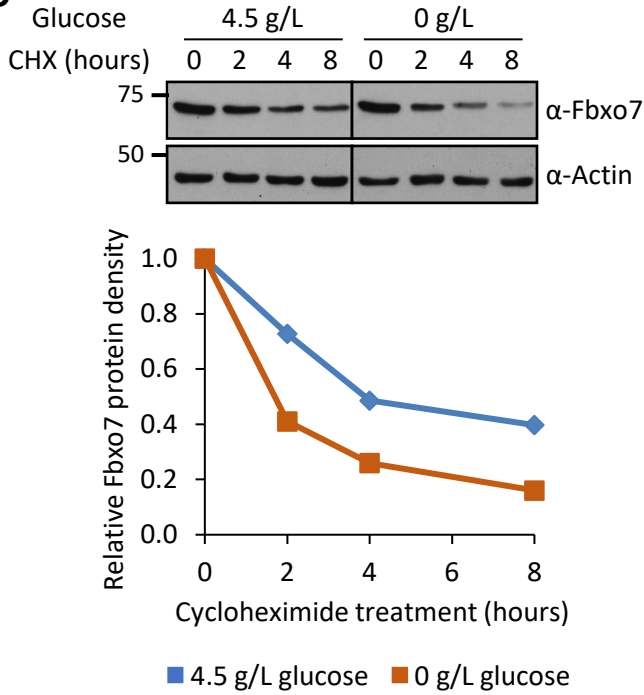 Glucose 4.5 g/L 0 g/L
CHX (hours) 0 2 4 8 0 2 4 8
75
α-Fbxo7
50
α-Actin
Relative Fbxo7 protein density
1.0
0.8
0.6
0.4
0.2
0.0
0 2 4 6 8
Cycloheximide treatment (hours)
4.5 g/L glucose 0 g/L glucose